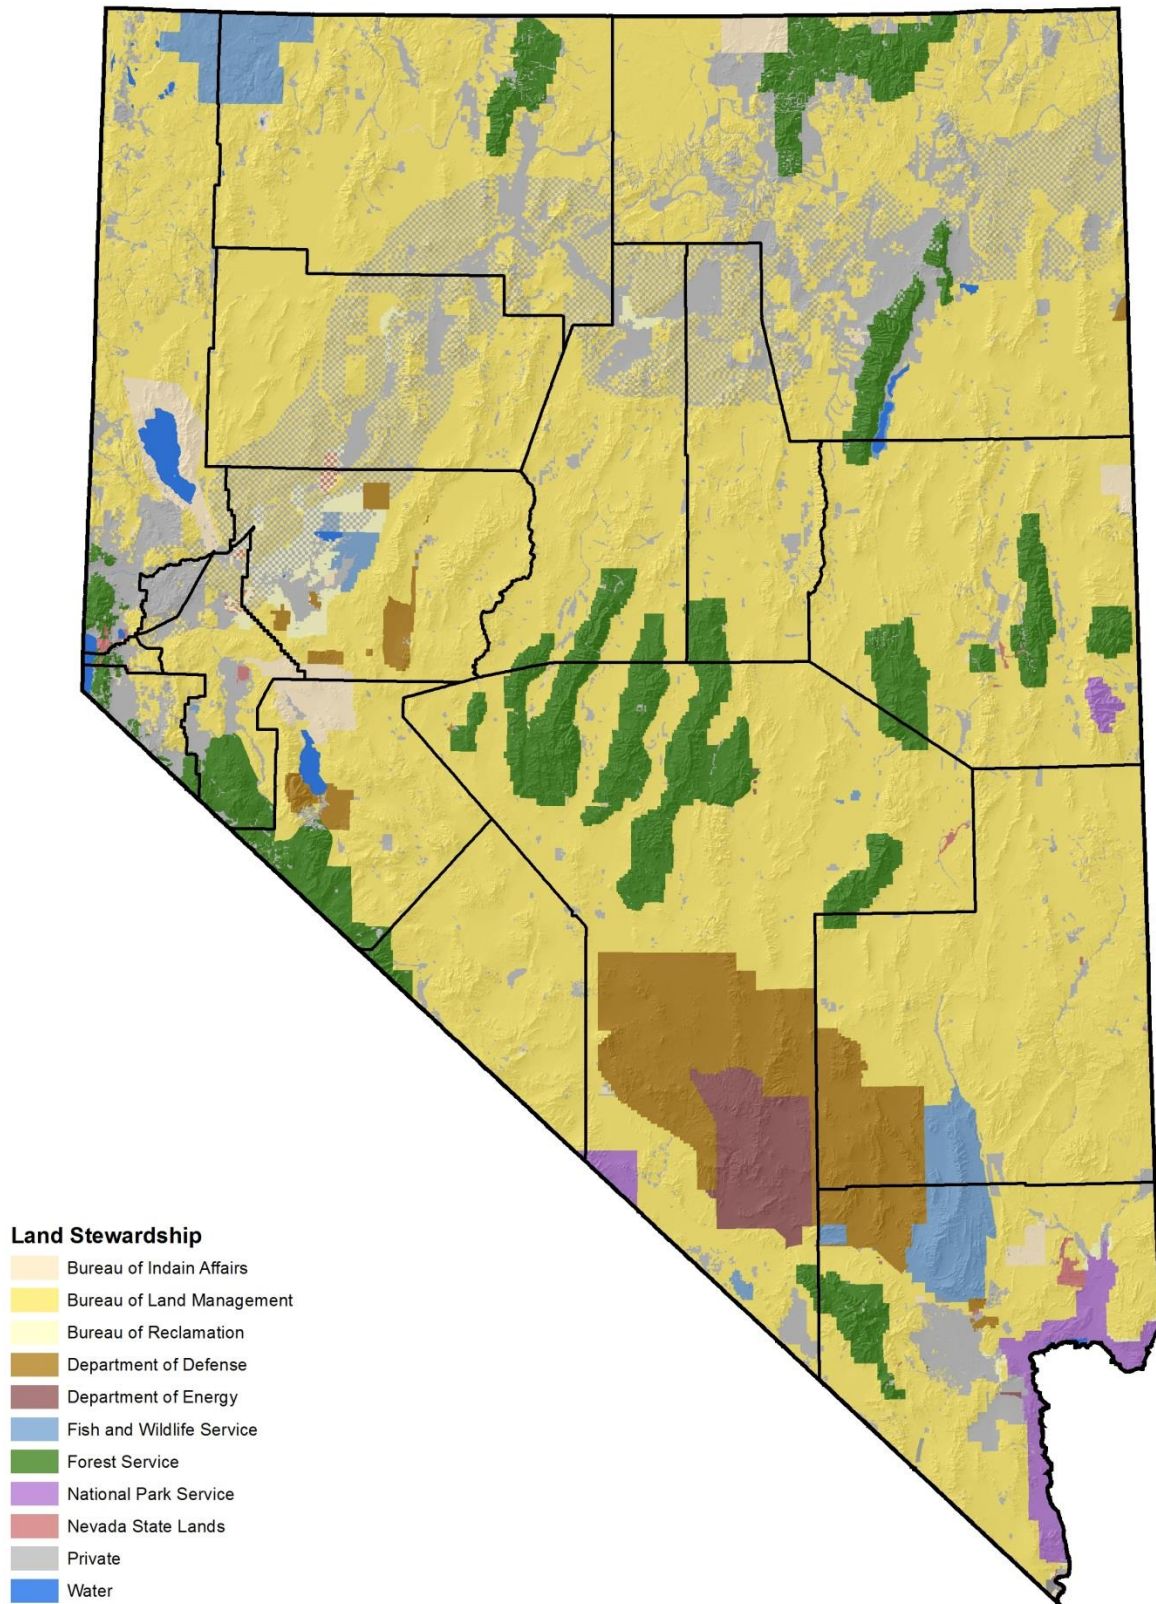 Land Stewardship
Bureau of Indain Affairs
Bureau of Land Management
Bureau of Reclamation
Department of Defense
Department of Energy
Fish and Wildlife Service
Forest Service
National Park Service
Nevada State Lands
Private
Water